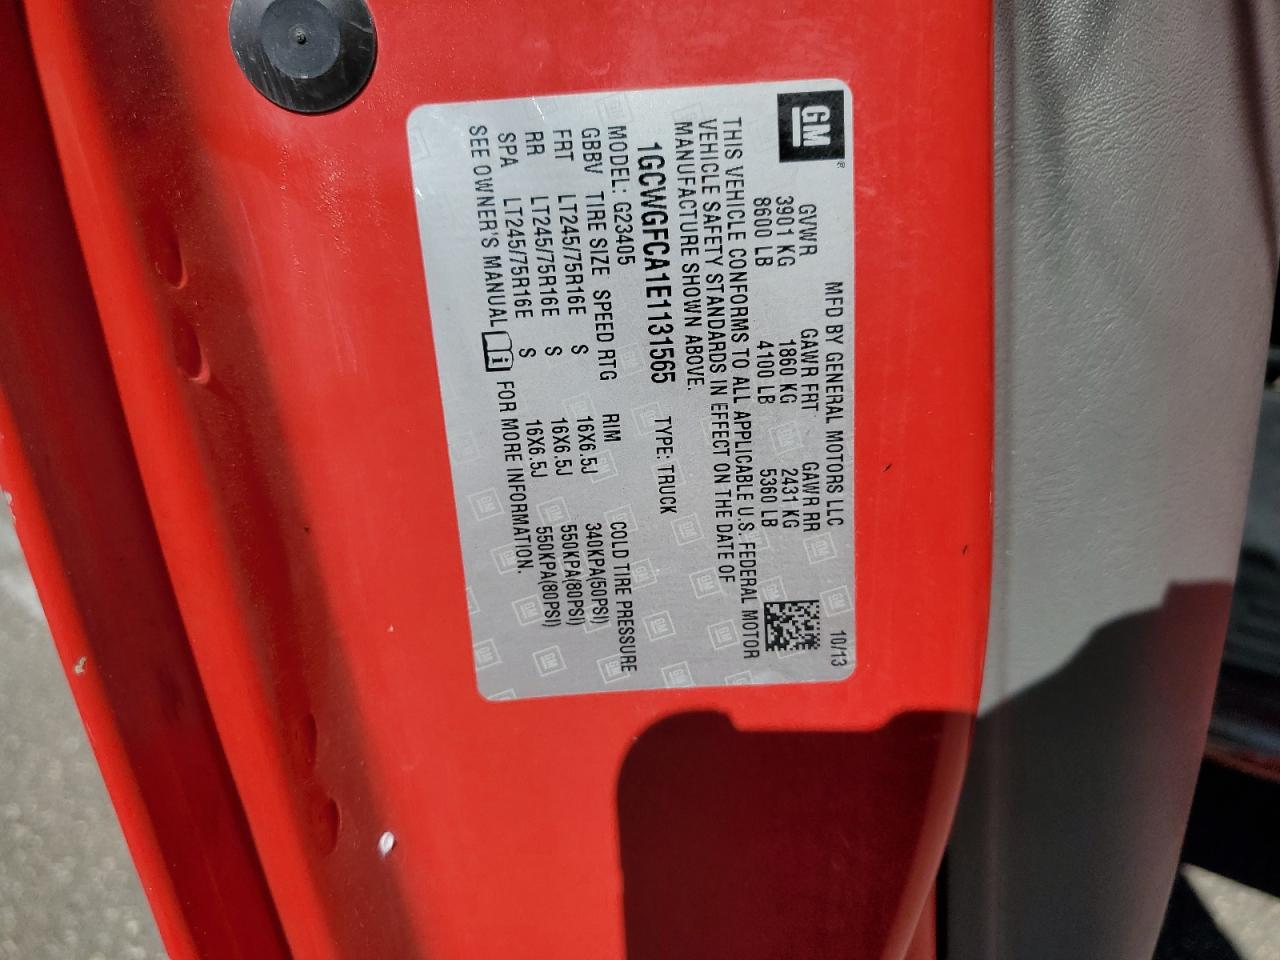 GM ®
MFD BY GENERAL MOTORS LLC 10/13
GVWR GAWR FRT GAWR RR
3901 KG 1860 KG 2431 KG
8600 LB 4100 LB 5360 LB
THIS VEHICLE CONFORMS TO ALL APPLICABLE U.S. FEDERAL MOTOR
VEHICLE SAFETY STANDARDS IN EFFECT ON THE DATE OF
MANUFACTURE SHOWN ABOVE.
1GCWGFCA1E1131565 TYPE: TRUCK
MODEL: G23405
GBBV TIRE SIZE SPEED RTG RIM COLD TIRE PRESSURE
FRT LT245/75R16E S 16X6.5J 340KPA(50PSI)
RR LT245/75R16E S 16X6.5J 550KPA(80PSI)
SPA LT245/75R16E S 16X6.5J 550KPA(80PSI)
SEE OWNER'S MANUAL i FOR MORE INFORMATION.